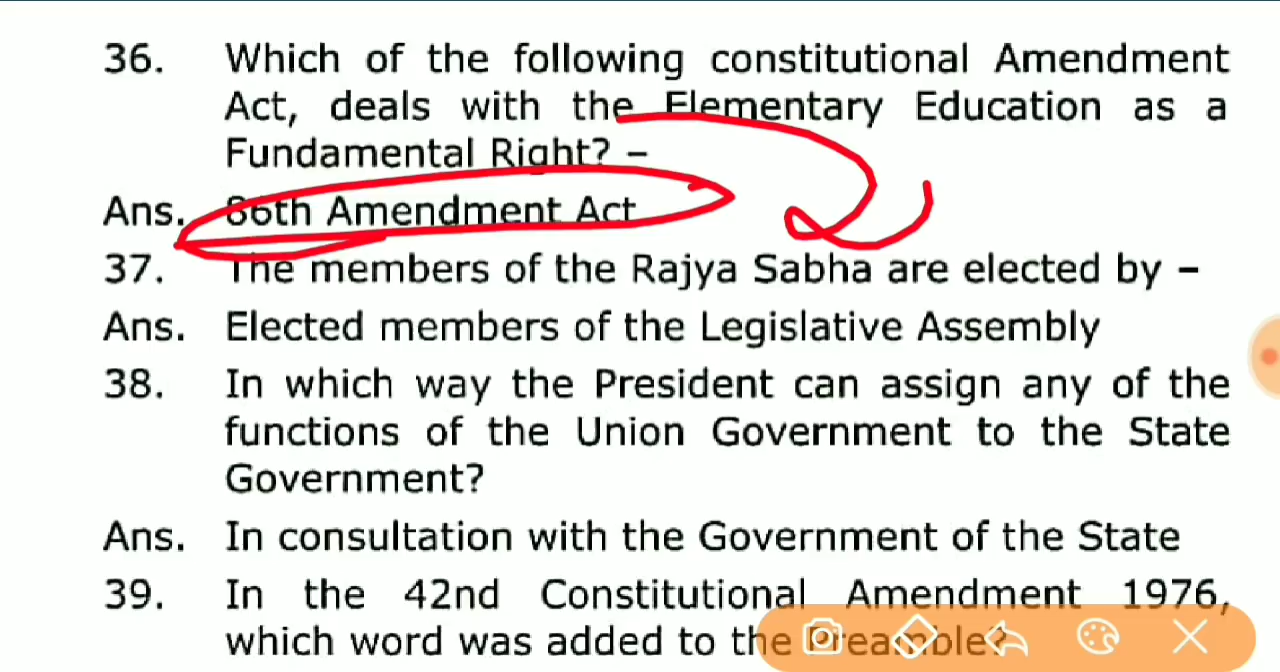 36. Which of the following constitutional Amendment
Act, deals with the Elementary Education as a
Fundamental Right? –
Ans. 86th Amendment Act
37. The members of the Rajya Sabha are elected by –
Ans. Elected members of the Legislative Assembly
38. In which way the President can assign any of the
functions of the Union Government to the State
Government?
Ans. In consultation with the Government of the State
39. In the 42nd Constitutional Amendment 1976,
which word was added to the Preamble?